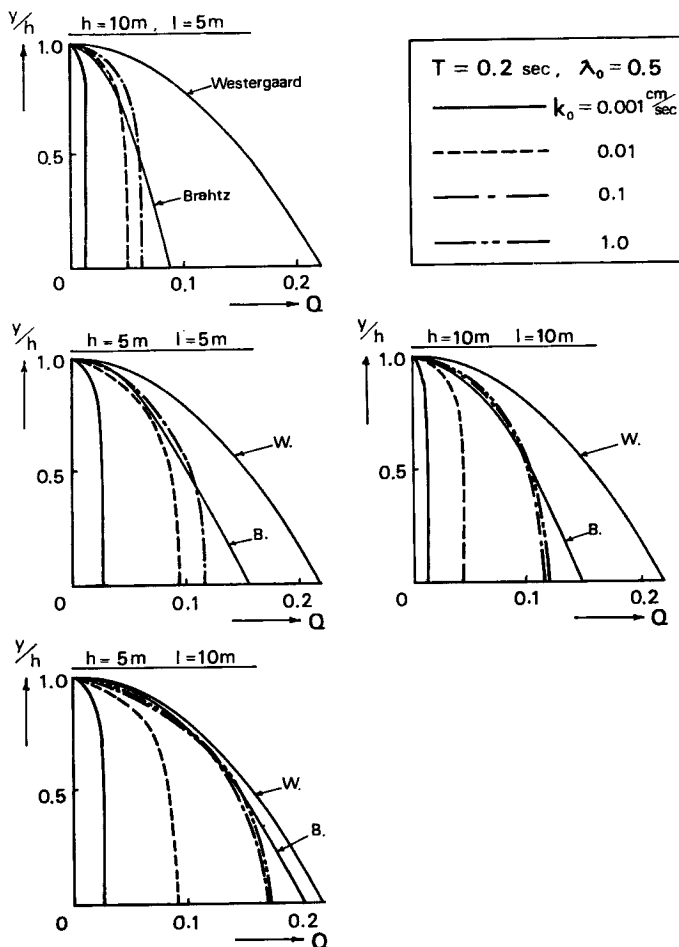 y/h h = 10m, l = 5m
1.0
0.5
0 0.1 0.2
Q
Westergaard
Brahtz
T = 0.2 sec, λ₀ = 0.5
k₀ = 0.001 cm/sec
0.01
0.1
1.0
y/h h = 5m l = 5m
1.0
0.5
0 0.1 0.2
Q
W.
B.
y/h h = 10m l = 10m
1.0
0.5
0 0.1 0.2
Q
W.
B.
y/h h = 5m l = 10m
1.0
0.5
0 0.1 0.2
Q
W.
B.